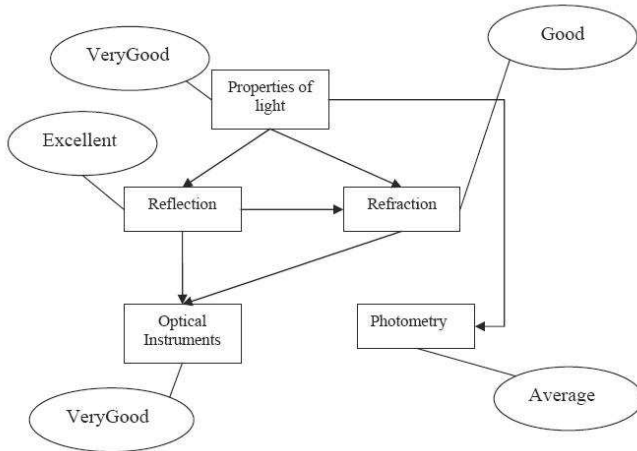 VeryGood
Good
Properties of
light
Excellent
Reflection
Refraction
Optical
Instruments
Photometry
VeryGood
Average